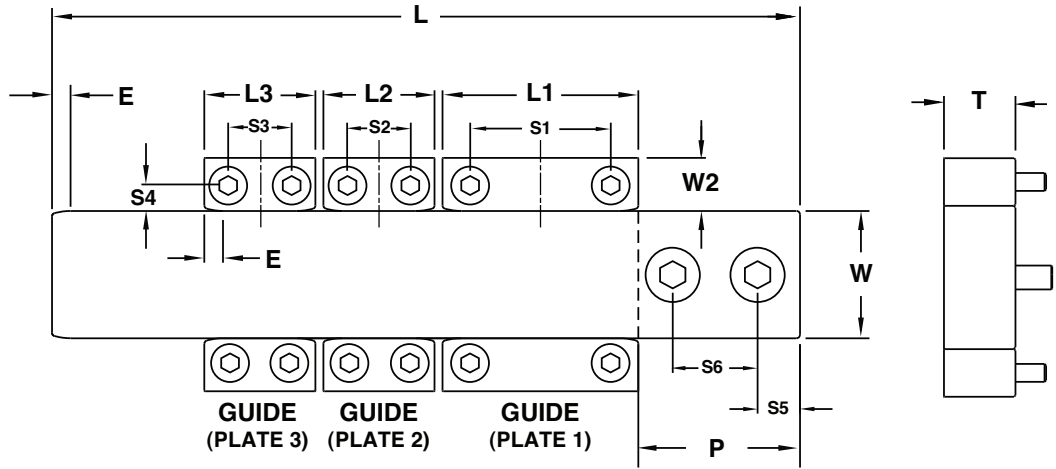 L
E
L3
L2
L1
T
S3
S2
S1
W2
S4
E
W
S6
S5
GUIDE
(PLATE 3)
GUIDE
(PLATE 2)
GUIDE
(PLATE 1)
P